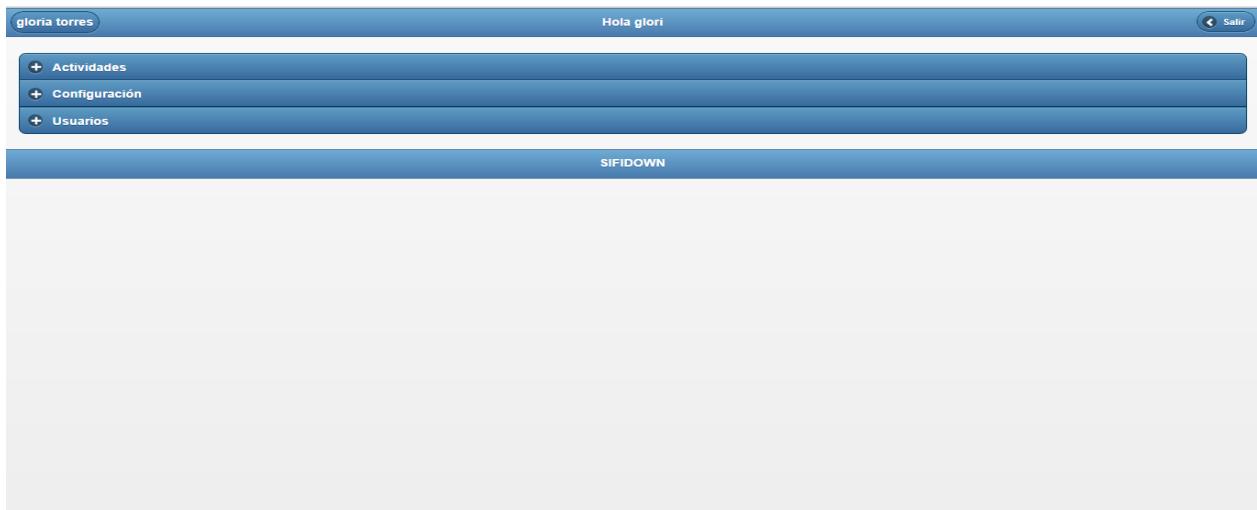 gloria torres
Hola glori
Salir
Actividades
Configuración
Usuarios
SIFIDOWN